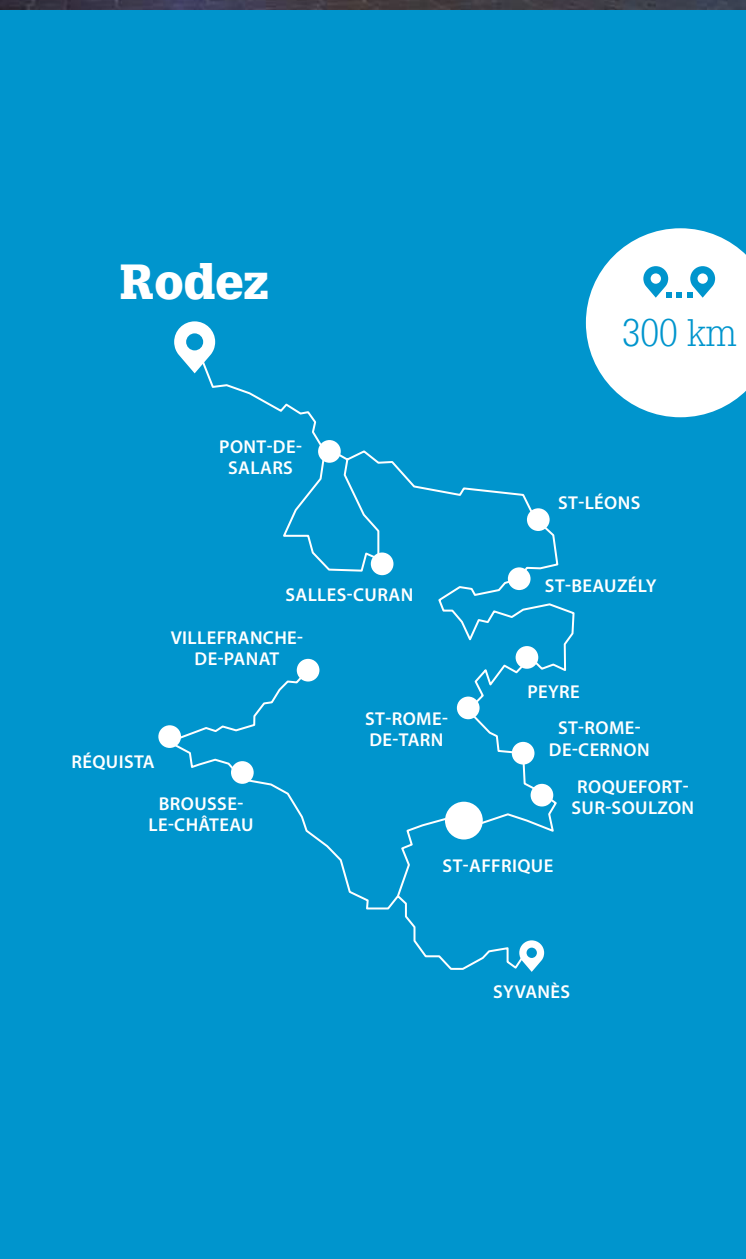 Rodez
300 km
PONT-DE-
SALARS
ST-LÉONS
ST-BEAUZÉLY
SALLES-CURAN
VILLEFRANCHE-
DE-PANAT
PEYRE
ST-ROME-
DE-TARN
ST-ROME-
DE-CERNON
RÉQUISTA
ROQUEFORT-
SUR-SOULZON
BROUSSE-
LE-CHÂTEAU
ST-AFFRIQUE
SYVANÈS